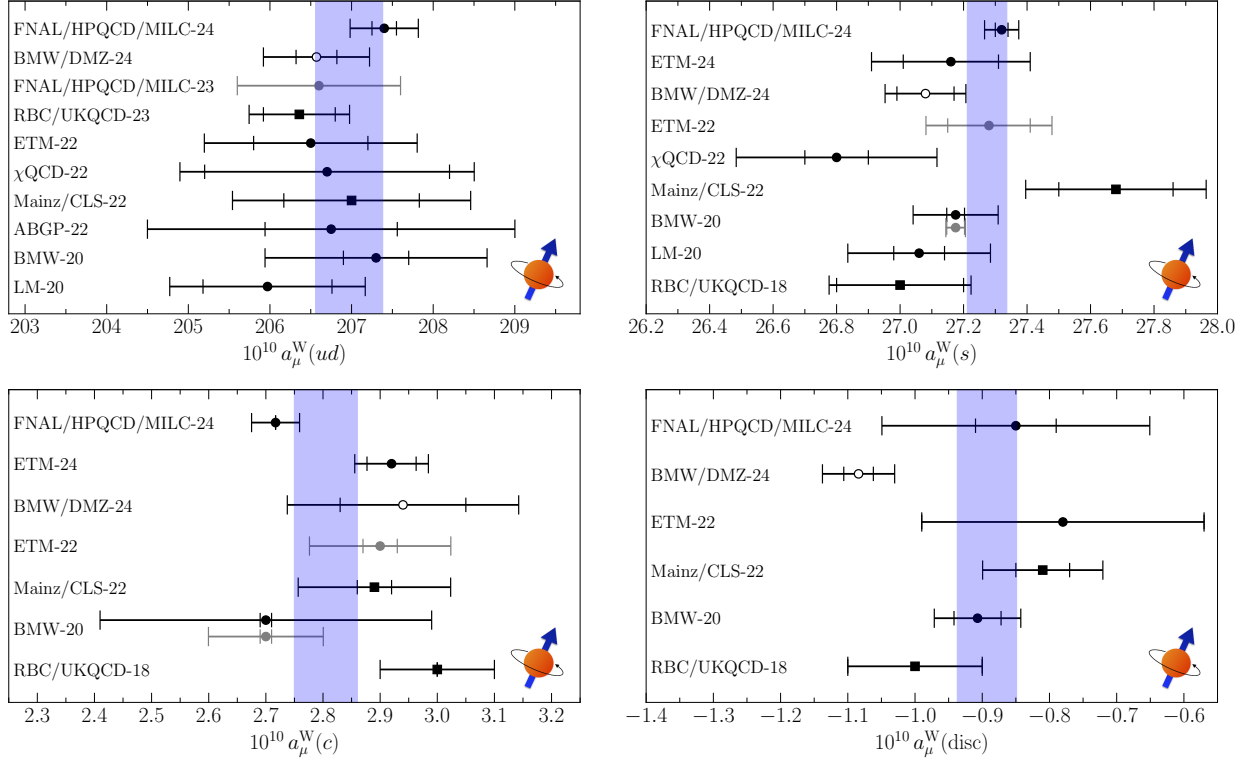 FNAL/HPQCD/MILC-24
BMW/DMZ-24
FNAL/HPQCD/MILC-23
RBC/UKQCD-23
ETM-22
χQCD-22
Mainz/CLS-22
ABGP-22
BMW-20
LM-20
203 204 205 206 207 208 209
10^{10} a_μ^W(ud)
FNAL/HPQCD/MILC-24
ETM-24
BMW/DMZ-24
ETM-22
χQCD-22
Mainz/CLS-22
BMW-20
LM-20
RBC/UKQCD-18
26.2 26.4 26.6 26.8 27.0 27.2 27.4 27.6 27.8 28.0
10^{10} a_μ^W(s)
FNAL/HPQCD/MILC-24
ETM-24
BMW/DMZ-24
ETM-22
Mainz/CLS-22
BMW-20
RBC/UKQCD-18
2.3 2.4 2.5 2.6 2.7 2.8 2.9 3.0 3.1 3.2
10^{10} a_μ^W(c)
FNAL/HPQCD/MILC-24
BMW/DMZ-24
ETM-22
Mainz/CLS-22
BMW-20
RBC/UKQCD-18
−1.4 −1.3 −1.2 −1.1 −1.0 −0.9 −0.8 −0.7 −0.6
10^{10} a_μ^W(disc)